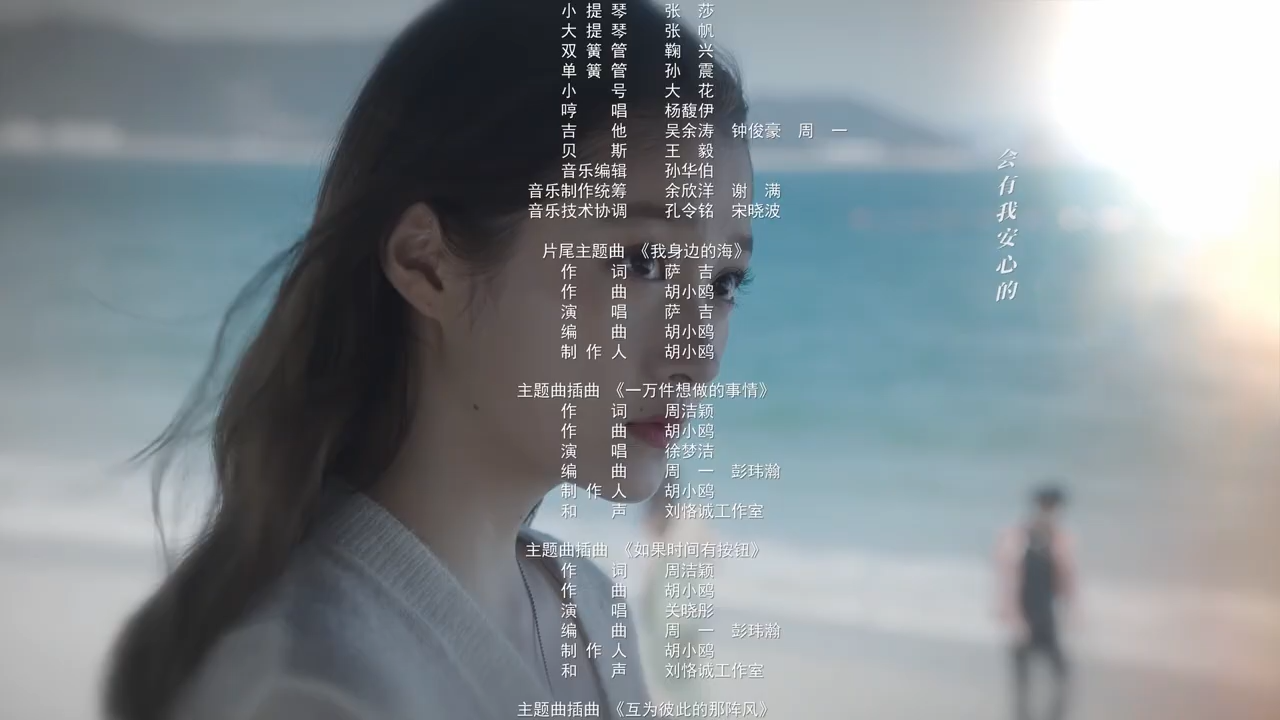 小提琴 张莎
大提琴 张帆
双簧管 鞠兴
单簧管 孙震
小号 大花
哼唱 杨馥伊
吉他 吴余涛 钟俊豪 周一
贝斯 王毅
音乐编辑 孙华伯
音乐制作统筹 余欣洋 谢满
音乐技术协调 孔令铭 宋晓波
片尾主题曲 《我身边的海》
作词 萨吉
作曲 胡小鸥
演唱 萨吉
编曲 胡小鸥
制作人 胡小鸥
主题曲插曲 《一万件想做的事情》
作词 周洁颖
作曲 胡小鸥
演唱 徐梦洁
编曲 周一 彭玮瀚
制作人 胡小鸥
和声 刘恪诚工作室
主题曲插曲 《如果时间有按钮》
作词 周洁颖
作曲 胡小鸥
演唱 关晓彤
编曲 周一 彭玮瀚
制作人 胡小鸥
和声 刘恪诚工作室
主题曲插曲 《互为彼此的那阵风》
会有我安心的